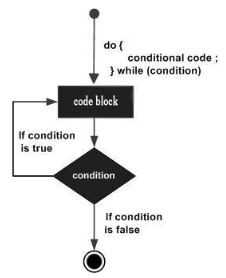 do {
conditional code ;
} while (condition)
code block
If condition
is true
condition
If condition
is false